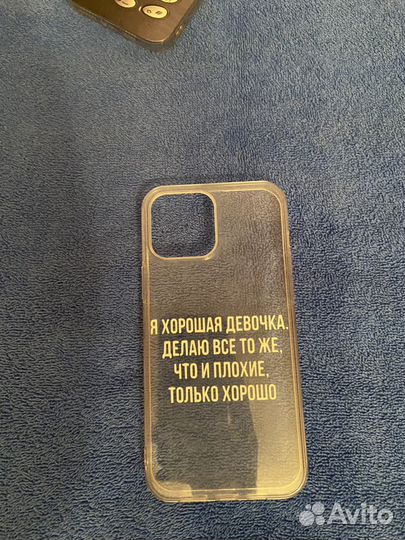 Я ХОРОШАЯ ДЕВОЧКА.
ДЕЛАЮ ВСЕ ТО ЖЕ,
ЧТО И ПЛОХИЕ,
ТОЛЬКО ХОРОШО
Avito